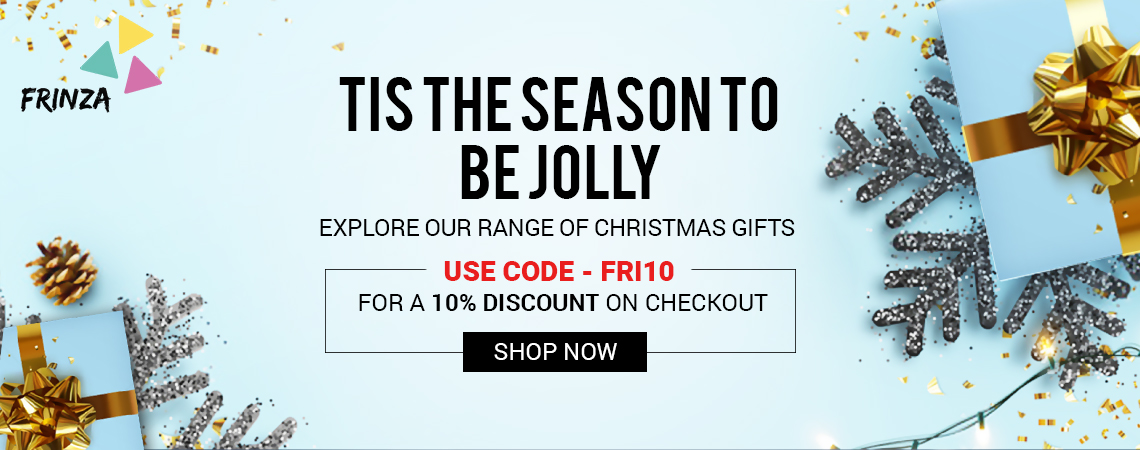 FRINZA
TIS THE SEASON TO
BE JOLLY
EXPLORE OUR RANGE OF CHRISTMAS GIFTS
USE CODE - FRI10
FOR A 10% DISCOUNT ON CHECKOUT
SHOP NOW